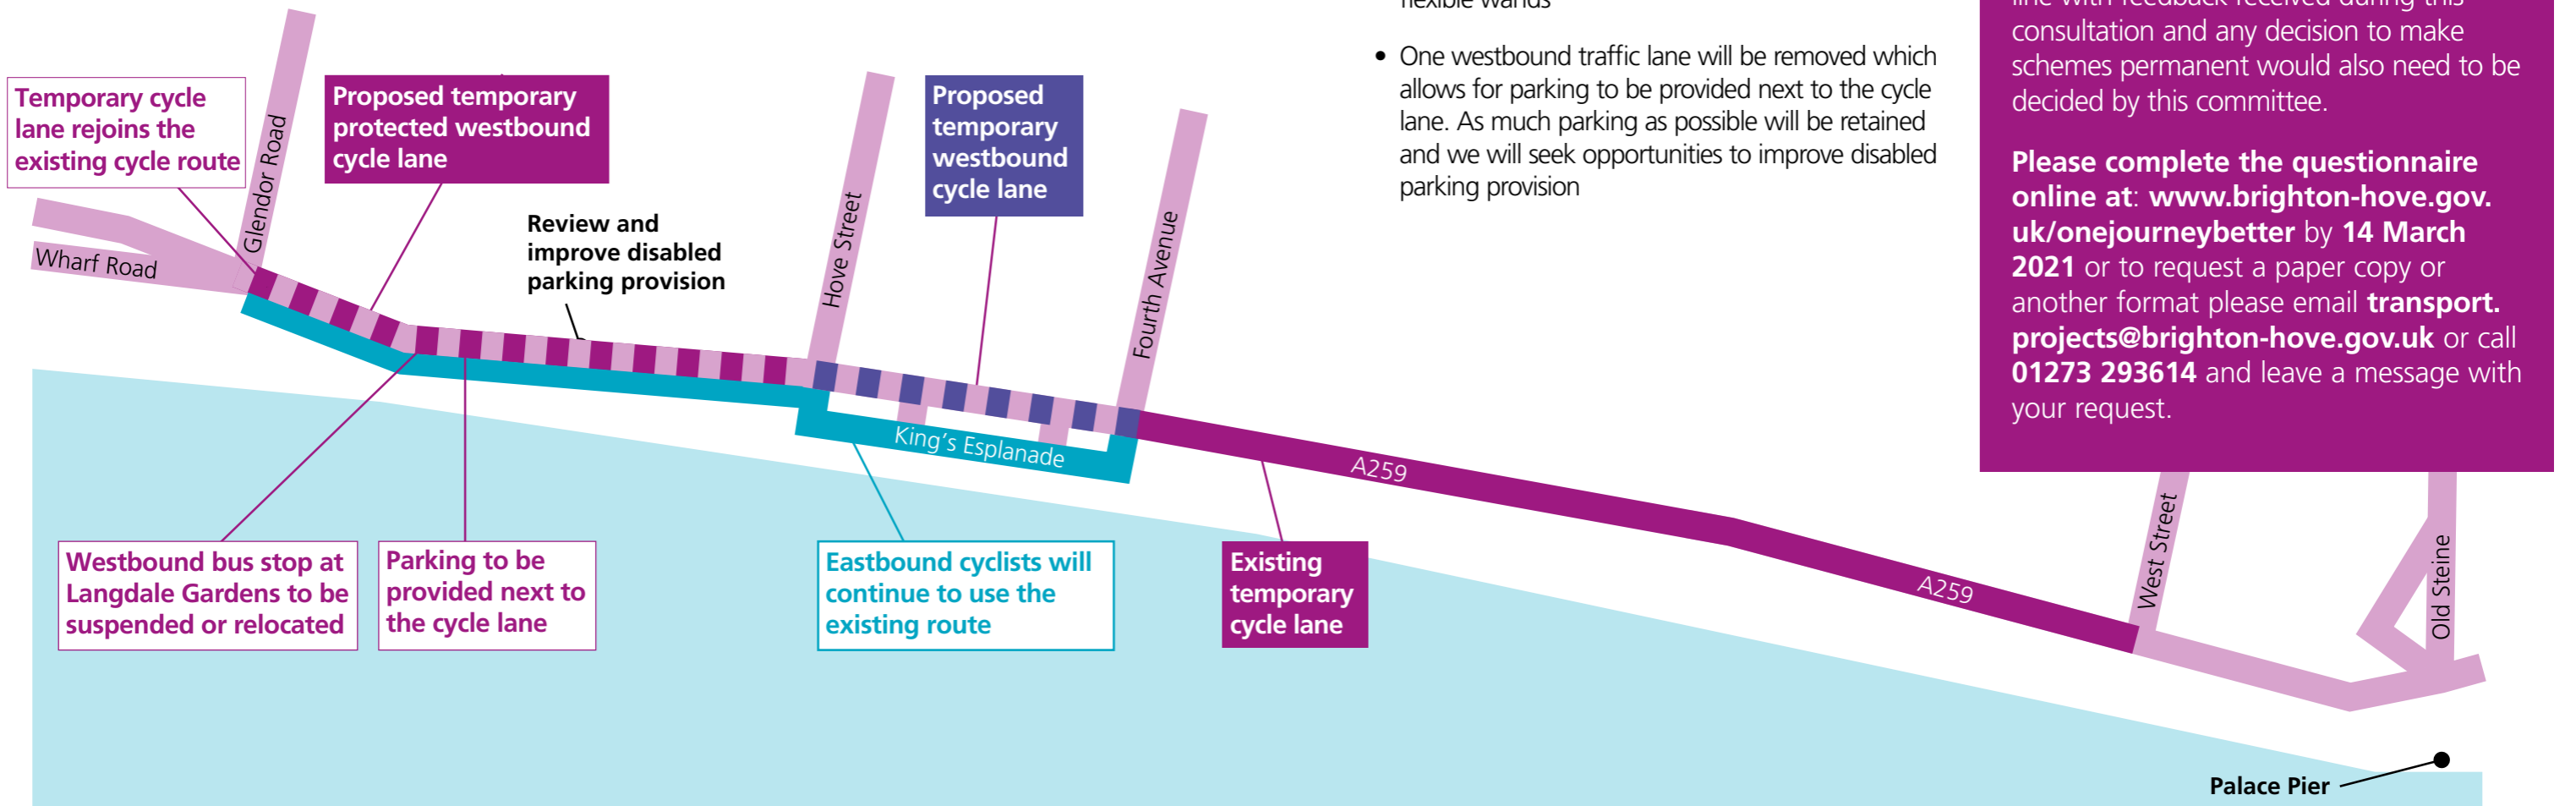 flexible wands
• One westbound traffic lane will be removed which
allows for parking to be provided next to the cycle
lane. As much parking as possible will be retained
and we will seek opportunities to improve disabled
parking provision
line with feedback received during this
consultation and any decision to make
schemes permanent would also need to be
decided by this committee.
Please complete the questionnaire
online at: www.brighton-hove.gov.
uk/onejourneybetter by 14 March
2021 or to request a paper copy or
another format please email transport.
projects@brighton-hove.gov.uk or call
01273 293614 and leave a message with
your request.
Temporary cycle
lane rejoins the
existing cycle route
Glendor Road
Proposed temporary
protected westbound
cycle lane
Wharf Road
Review and
improve disabled
parking provision
Hove Street
Proposed
temporary
westbound
cycle lane
Fourth Avenue
King's Esplanade
A259
A259
West Street
Old Steine
Westbound bus stop at
Langdale Gardens to be
suspended or relocated
Parking to be
provided next to
the cycle lane
Eastbound cyclists will
continue to use the
existing route
Existing
temporary
cycle lane
Palace Pier